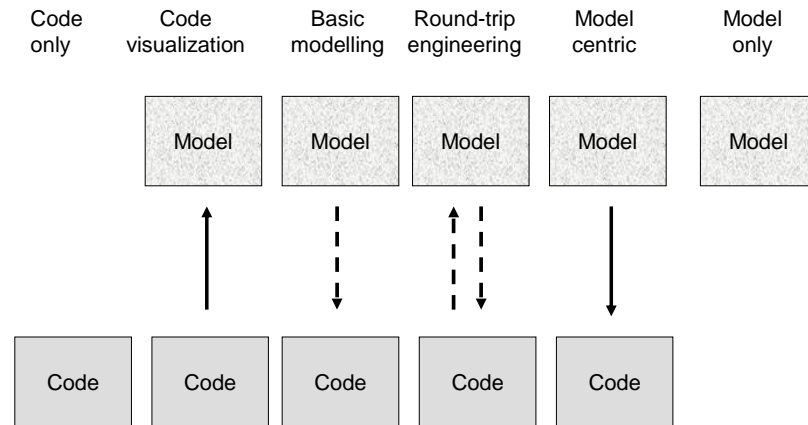 Code only
Code visualization
Basic modelling
Round-trip engineering
Model centric
Model only
Model
Model
Model
Model
Model
Code
Code
Code
Code
Code